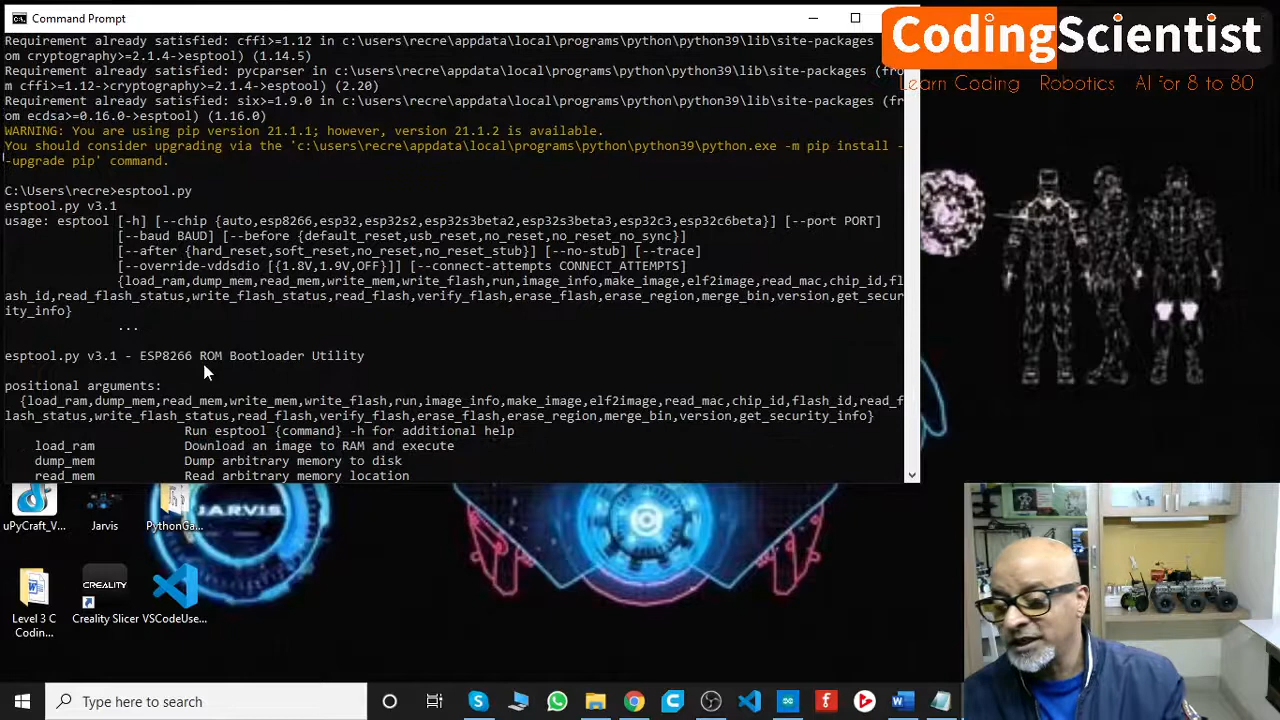 Command Prompt
CodingScientist
Learn Coding Robotics AI for 8 to 80
Requirement already satisfied: cffi>=1.12 in c:\users\recre\appdata\local\programs\python\python39\lib\site-packages (fr
om cryptography>=2.1.4->esptool) (1.14.5)
Requirement already satisfied: pycparser in c:\users\recre\appdata\local\programs\python\python39\lib\site-packages (fro
m cffi>=1.12->cryptography>=2.1.4->esptool) (2.20)
Requirement already satisfied: six>=1.9.0 in c:\users\recre\appdata\local\programs\python\python39\lib\site-packages (fr
om ecdsa>=0.16.0->esptool) (1.16.0)
WARNING: You are using pip version 21.1.1; however, version 21.1.2 is available.
You should consider upgrading via the 'c:\users\recre\appdata\local\programs\python\python39\python.exe -m pip install -
-upgrade pip' command.
C:\Users\recre>esptool.py
esptool.py v3.1
usage: esptool [-h] [--chip {auto,esp8266,esp32,esp32s2,esp32s3beta2,esp32s3beta3,esp32c3,esp32c6beta}] [--port PORT]
[--baud BAUD] [--before {default_reset,usb_reset,no_reset,no_reset_no_sync}]
[--after {hard_reset,soft_reset,no_reset,no_reset_stub}] [--no-stub] [--trace]
[--override-vddsdio [{1.8V,1.9V,OFF}]] [--connect-attempts CONNECT_ATTEMPTS]
{load_ram,dump_mem,read_mem,write_mem,write_flash,run,image_info,make_image,elf2image,read_mac,chip_id,fl
ash_id,read_flash_status,write_flash_status,read_flash,verify_flash,erase_flash,erase_region,merge_bin,version,get_secur
ity_info}
...
esptool.py v3.1 - ESP8266 ROM Bootloader Utility
positional arguments:
{load_ram,dump_mem,read_mem,write_mem,write_flash,run,image_info,make_image,elf2image,read_mac,chip_id,flash_id,read_f
lash_status,write_flash_status,read_flash,verify_flash,erase_flash,erase_region,merge_bin,version,get_security_info}
Run esptool {command} -h for additional help
load_ram Download an image to RAM and execute
dump_mem Dump arbitrary memory to disk
read_mem Read arbitrary memory location
JARVIS
uPyCraft_V... Jarvis PythonGa...
CREALITY
Level 3 C Creality Slicer VSCodeUse...
Codin...
Type here to search